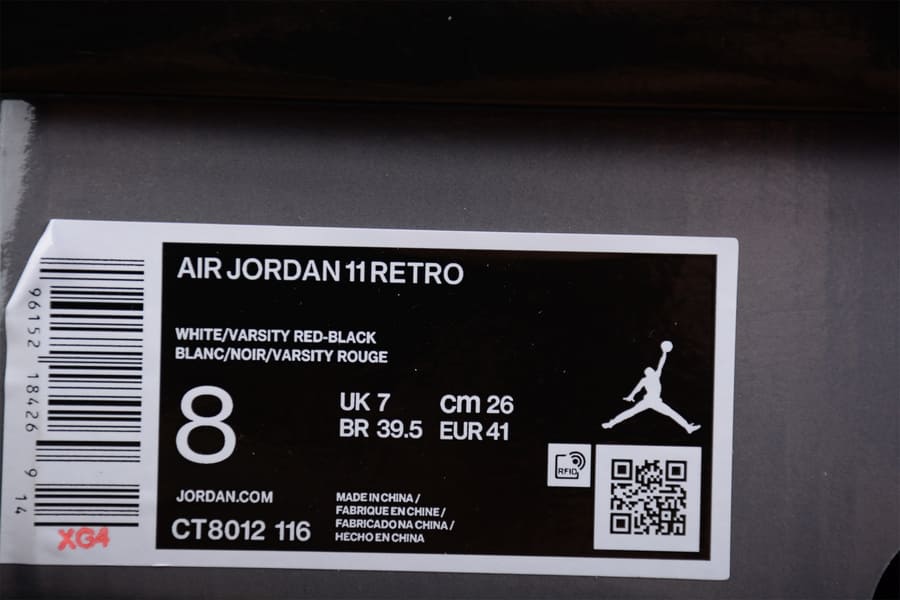 AIR JORDAN 11 RETRO
WHITE/VARSITY RED-BLACK
BLANC/NOIR/VARSITY ROUGE
8
UK 7 cm 26
BR 39.5 EUR 41
RFID
JORDAN.COM
CT8012 116
MADE IN CHINA /
FABRIQUE EN CHINE /
FABRICADO NA CHINA /
HECHO EN CHINA
96152 18426 9 14
XG4